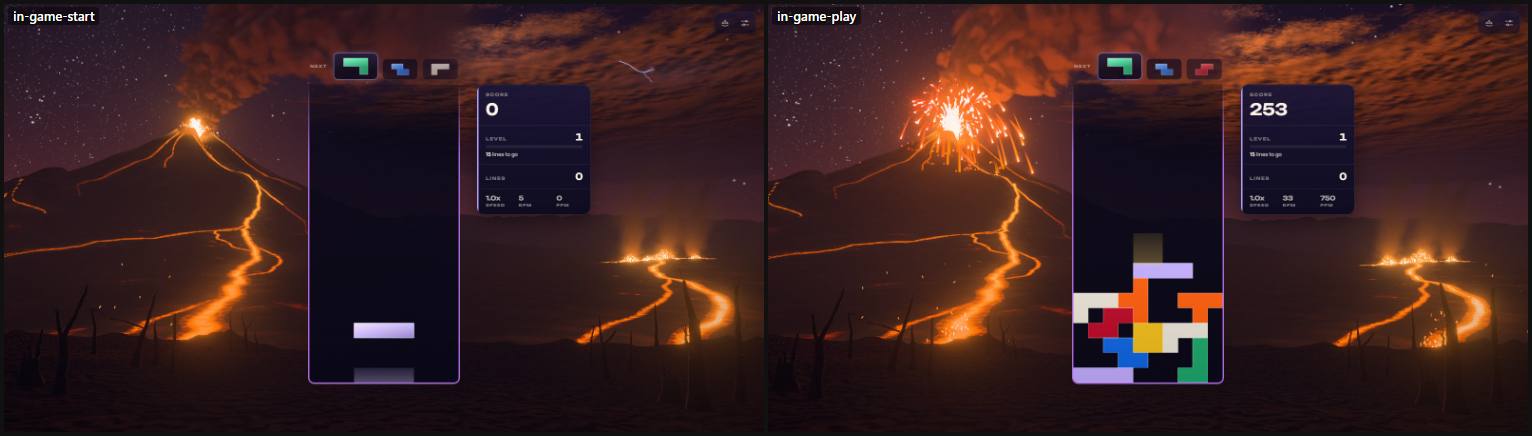 in-game-start
NEXT
SCORE
0
LEVEL 1
15 lines to go
LINES 0
1.0x 5 0
SPEED BPM PPM
in-game-play
NEXT
SCORE
253
LEVEL 1
15 lines to go
LINES 0
1.0x 33 750
SPEED BPM PPM